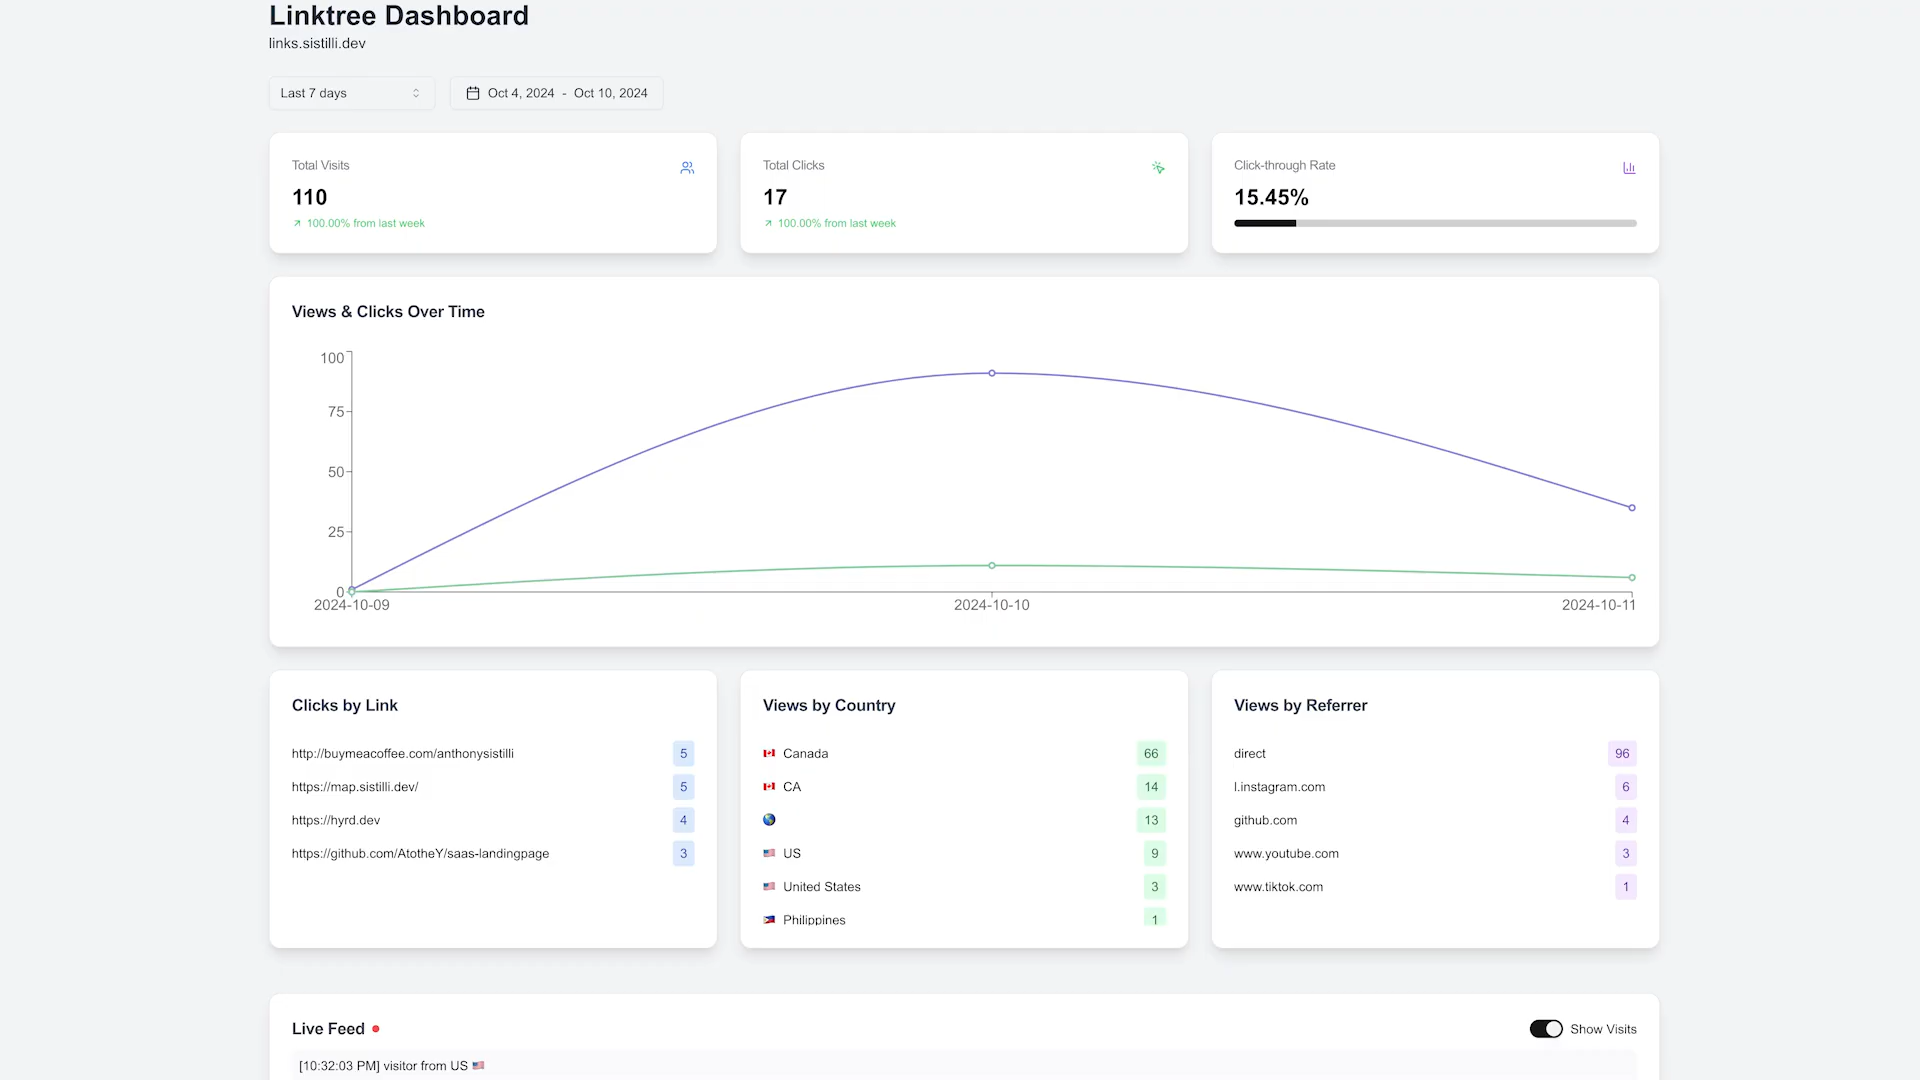 Linktree Dashboard
links.sistilli.dev
Last 7 days
Oct 4, 2024 - Oct 10, 2024
Total Visits
110
100.00% from last week
Total Clicks
17
100.00% from last week
Click-through Rate
15.45%
Views & Clicks Over Time
100
75
50
25
0
2024-10-09
2024-10-10
2024-10-11
Clicks by Link
http://buymeacoffee.com/anthonysistilli 5
https://map.sistilli.dev/ 5
https://hyrd.dev 4
https://github.com/AtotheY/saas-landingpage 3
Views by Country
Canada 66
CA 14
13
US 9
United States 3
Philippines 1
Views by Referrer
direct 96
l.instagram.com 6
github.com 4
www.youtube.com 3
www.tiktok.com 1
Live Feed
Show Visits
[10:32:03 PM] visitor from US